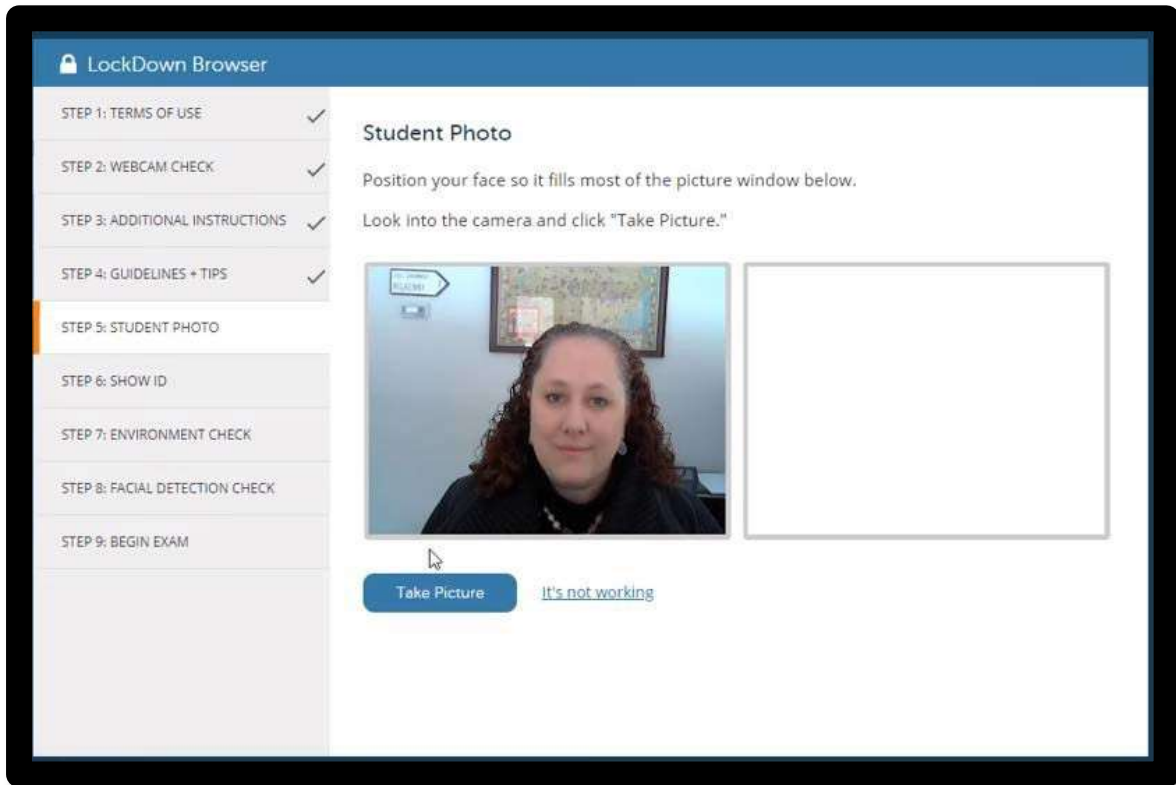 LockDown Browser
STEP 1: TERMS OF USE
STEP 2: WEBCAM CHECK
STEP 3: ADDITIONAL INSTRUCTIONS
STEP 4: GUIDELINES + TIPS
STEP 5: STUDENT PHOTO
STEP 6: SHOW ID
STEP 7: ENVIRONMENT CHECK
STEP 8: FACIAL DETECTION CHECK
STEP 9: BEGIN EXAM
Student Photo
Position your face so it fills most of the picture window below.
Look into the camera and click "Take Picture."
Take Picture
It's not working